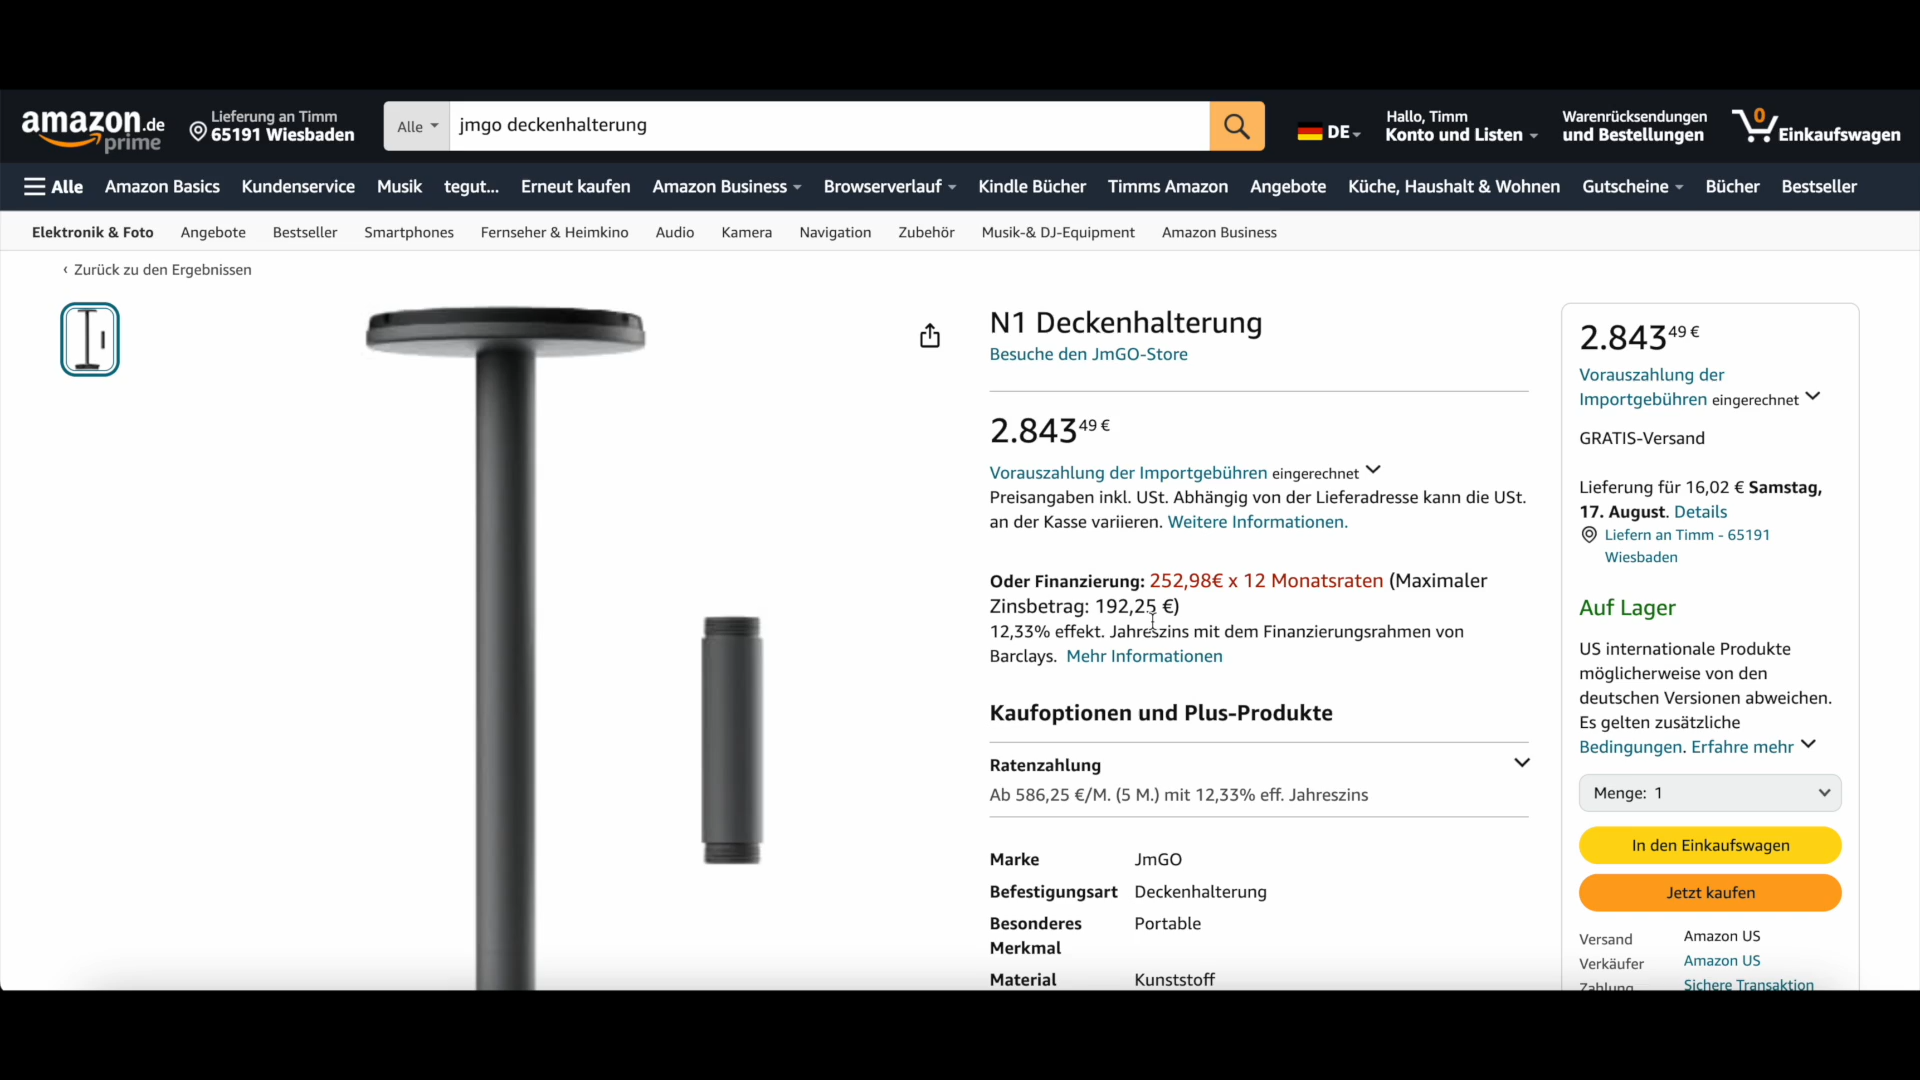 amazon.de
prime
Lieferung an Timm
65191 Wiesbaden
Alle
jmgo deckenhalterung
DE
Hallo, Timm
Konto und Listen
Warenrücksendungen
und Bestellungen
0
Einkaufswagen
Alle Amazon Basics Kundenservice Musik tegut... Erneut kaufen Amazon Business Browserverlauf Kindle Bücher Timms Amazon Angebote Küche, Haushalt & Wohnen Gutscheine Bücher Bestseller
Elektronik & Foto Angebote Bestseller Smartphones Fernseher & Heimkino Audio Kamera Navigation Zubehör Musik-& DJ-Equipment Amazon Business
‹ Zurück zu den Ergebnissen
N1 Deckenhalterung
Besuche den JmGO-Store
2.843 49 €
Vorauszahlung der Importgebühren eingerechnet
Preisangaben inkl. USt. Abhängig von der Lieferadresse kann die USt.
an der Kasse variieren. Weitere Informationen.
Oder Finanzierung: 252,98€ x 12 Monatsraten (Maximaler
Zinsbetrag: 192,25 €)
12,33% effekt. Jahreszins mit dem Finanzierungsrahmen von
Barclays. Mehr Informationen
Kaufoptionen und Plus-Produkte
Ratenzahlung
Ab 586,25 €/M. (5 M.) mit 12,33% eff. Jahreszins
Marke JmGO
Befestigungsart Deckenhalterung
Besonderes Portable
Merkmal
Material Kunststoff
2.843 49 €
Vorauszahlung der
Importgebühren eingerechnet
GRATIS-Versand
Lieferung für 16,02 € Samstag,
17. August. Details
Liefern an Timm - 65191
Wiesbaden
Auf Lager
US internationale Produkte
möglicherweise von den
deutschen Versionen abweichen.
Es gelten zusätzliche
Bedingungen. Erfahre mehr
Menge: 1
In den Einkaufswagen
Jetzt kaufen
Versand Amazon US
Verkäufer Amazon US
Zahlung Sichere Transaktion